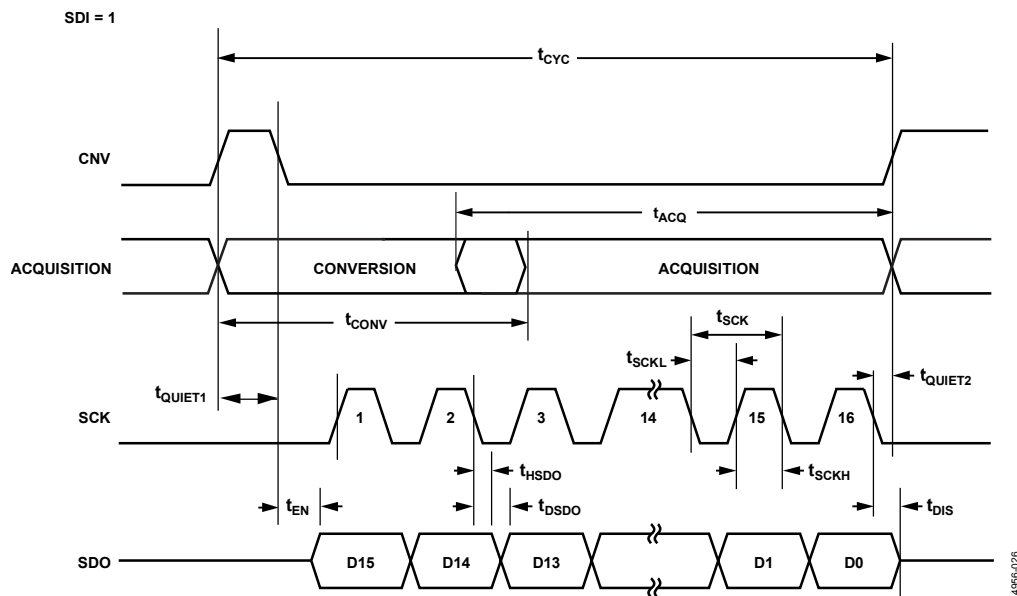 SDI = 1
tCYC
CNV
tACQ
ACQUISITION
CONVERSION
ACQUISITION
tCONV
tSCK
tSCKL
tQUIET1
tQUIET2
SCK
1 2 3 14 15 16
tHSDO
tSCKH
tEN
tDSDO
tDIS
SDO
D15 D14 D13 D1 D0
4956-026